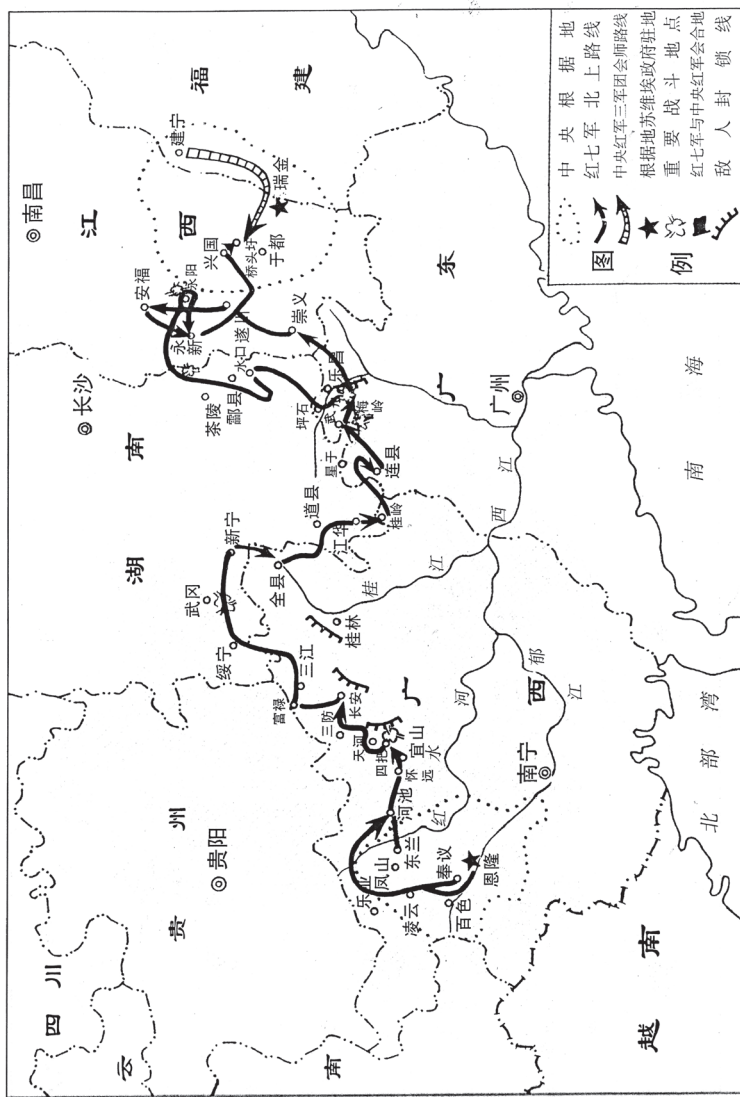 四川
云南
贵州
贵阳
湖南
长沙
江西
南昌
福建
广东
广州
广西
南宁
越南
北部湾
南海
建宁
瑞金
兴国
桥头圩
于都
安福
永阳
永新
遂川
崇义
水口
酃县
茶陵
乐昌
坪石
梅岭
星子
连县
桂岭
江华
道县
全县
新宁
武冈
绥宁
三江
富禄
长安
三防
天河
四把
宜山
怀远
河池
东兰
凤山
乐业
凌云
百色
奉议
恩隆
桂林
桂江
西江
郁江
红水河
图例
中央根据地
红七军北上路线
中央红军三军团会师路线
根据地苏维埃政府驻地
重要战斗地点
红七军与中央红军会合地
敌人封锁线